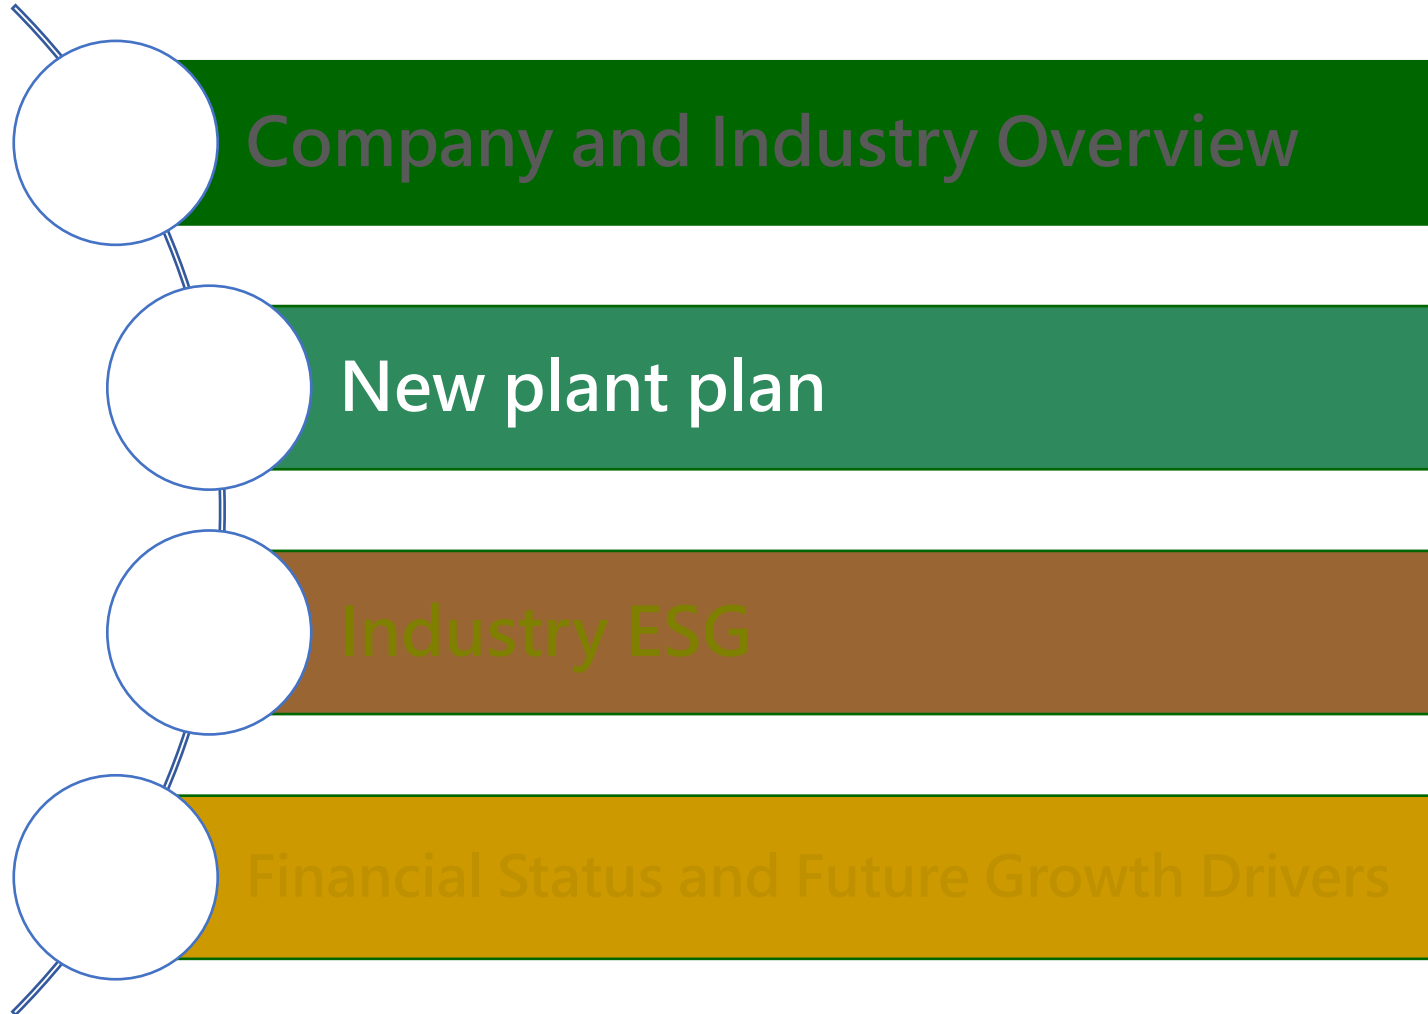 Company and Industry Overview
New plant plan
Industry ESG
Financial Status and Future Growth Drivers